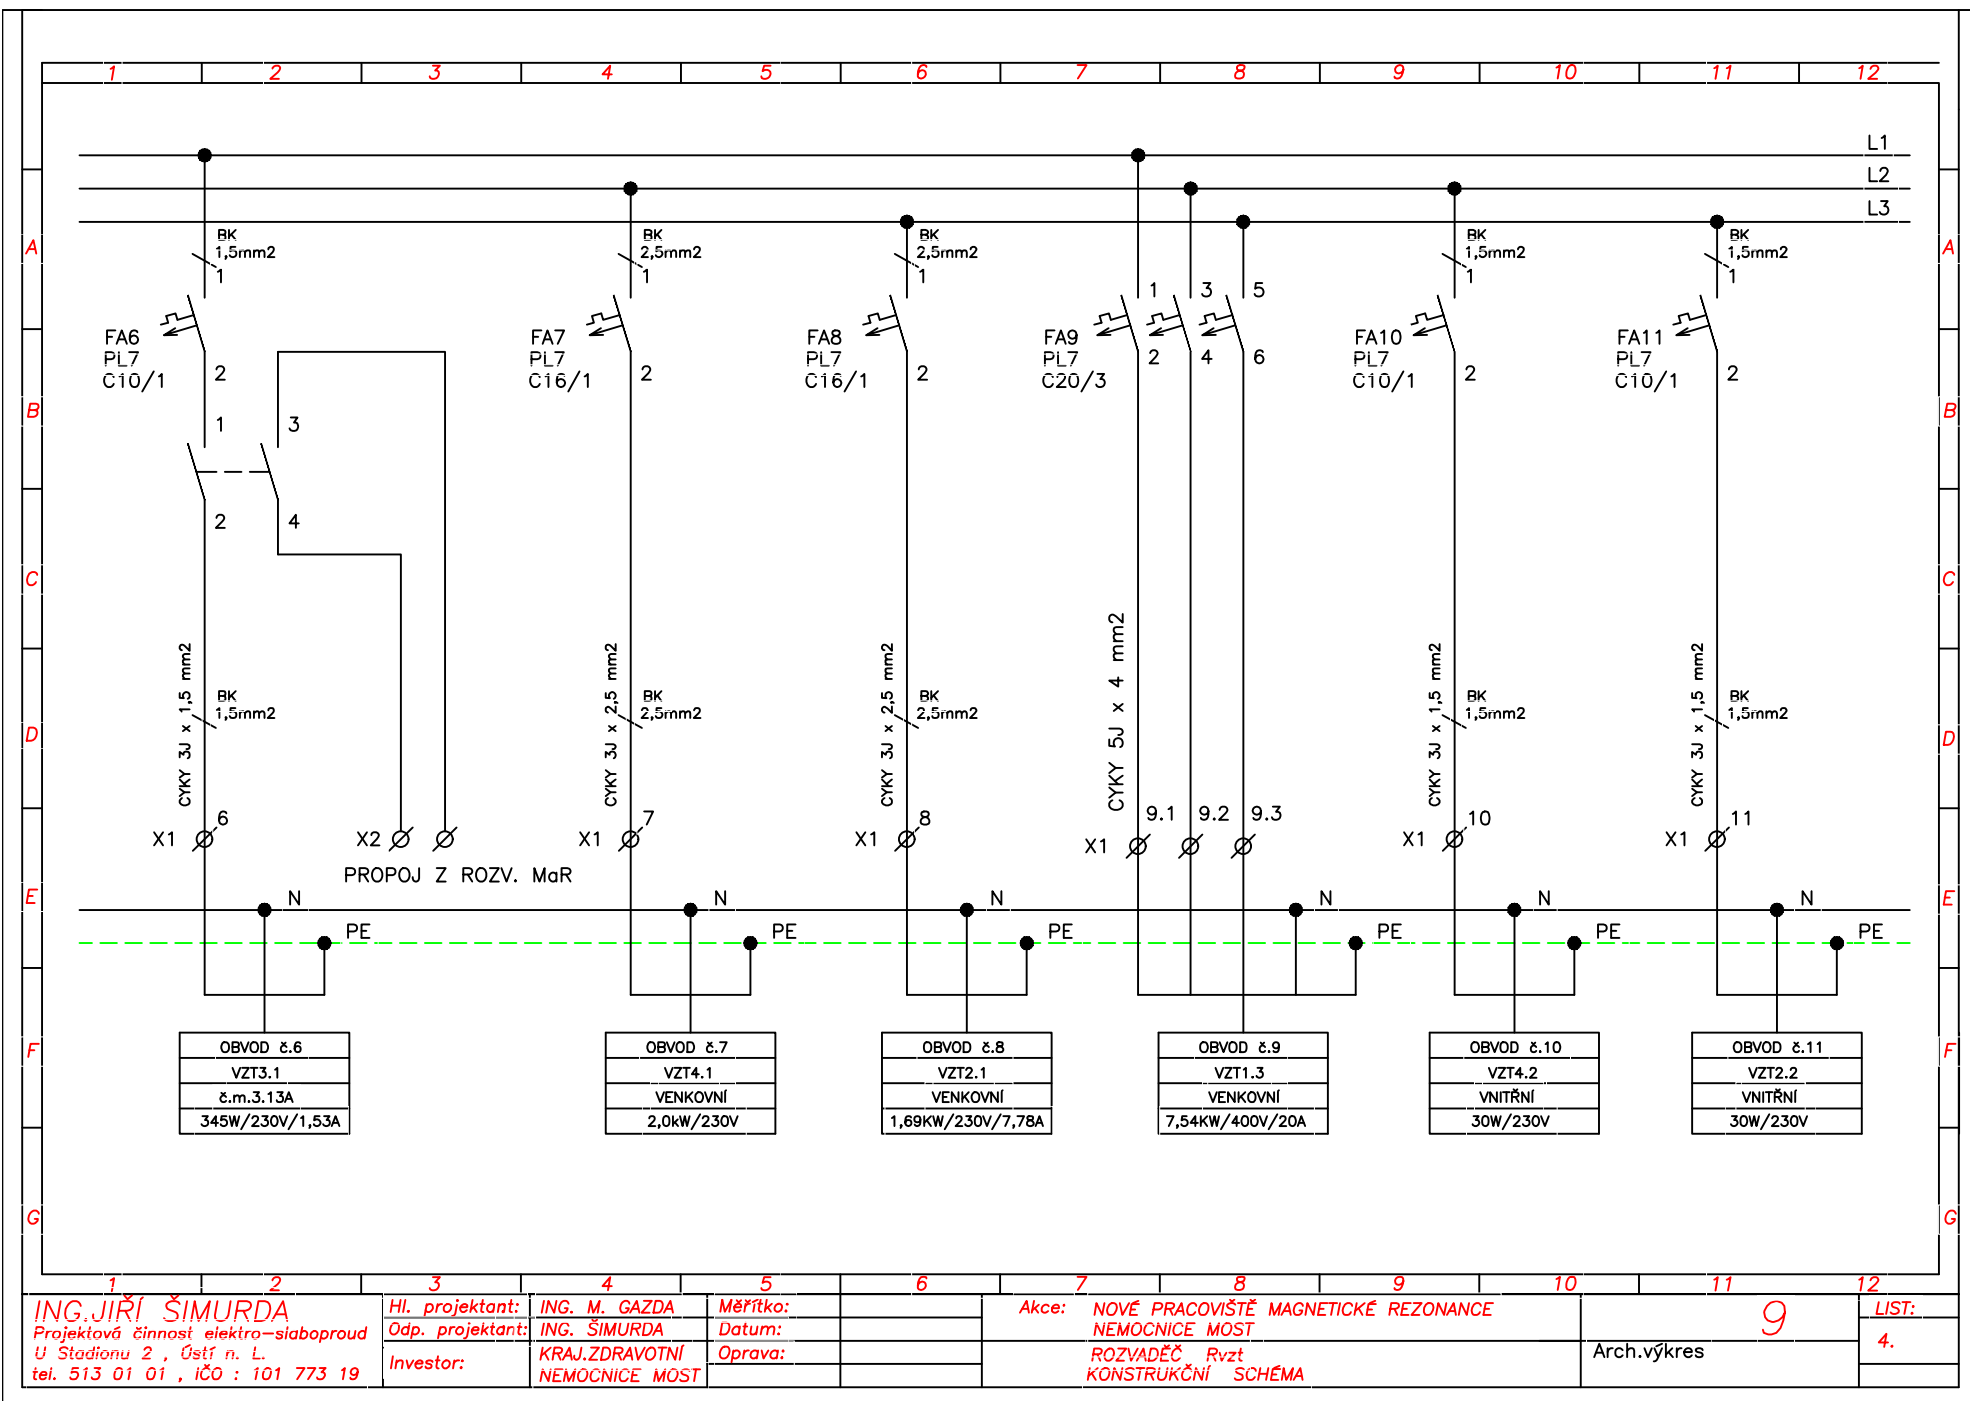 1 2 3 4 5 6 7 8 9 10 11 12
L1
L2
L3
A A
BK
1,5mm2
1
BK
2,5mm2
1
BK
2,5mm2
1
BK
1,5mm2
1
BK
1,5mm2
1
1 3 5
FA6
PL7
C10/1
2
FA7
PL7
C16/1
2
FA8
PL7
C16/1
2
FA9
PL7
C20/3
2 4 6
FA10
PL7
C10/1
2
FA11
PL7
C10/1
2
B B
1 3
2 4
C C
CYKY 3J x 1,5 mm2
BK
1,5mm2
CYKY 3J x 2,5 mm2
BK
2,5mm2
CYKY 3J x 2,5 mm2
BK
2,5mm2
CYKY 5J x 4 mm2
CYKY 3J x 1,5 mm2
BK
1,5mm2
CYKY 3J x 1,5 mm2
BK
1,5mm2
D D
X1 6
X2
X1 7
X1 8
X1 9.1 9.2 9.3
X1 10
X1 11
PROPOJ Z ROZV. MaR
E E
N N N N N N
PE PE PE PE PE PE
F F
OBVOD č.6
VZT3.1
č.m.3.13A
345W/230V/1,53A
OBVOD č.7
VZT4.1
VENKOVNÍ
2,0kW/230V
OBVOD č.8
VZT2.1
VENKOVNÍ
1,69KW/230V/7,78A
OBVOD č.9
VZT1.3
VENKOVNÍ
7,54KW/400V/20A
OBVOD č.10
VZT4.2
VNITŘNÍ
30W/230V
OBVOD č.11
VZT2.2
VNITŘNÍ
30W/230V
G G
1 2 3 4 5 6 7 8 9 10 11 12
ING.JIŘÍ ŠIMURDA
Projektová činnost elektro-slaboproud
U Stadionu 2 , Ústí n. L.
tel. 513 01 01 , IČO : 101 773 19
Hl. projektant: ING. M. GAZDA
Odp. projektant: ING. ŠIMURDA
Investor: KRAJ.ZDRAVOTNÍ
NEMOCNICE MOST
Měřítko:
Datum:
Oprava:
Akce: NOVÉ PRACOVIŠTĚ MAGNETICKÉ REZONANCE
NEMOCNICE MOST
ROZVADĚČ Rvzt
KONSTRUKČNÍ SCHÉMA
9
Arch.výkres
LIST:
4.